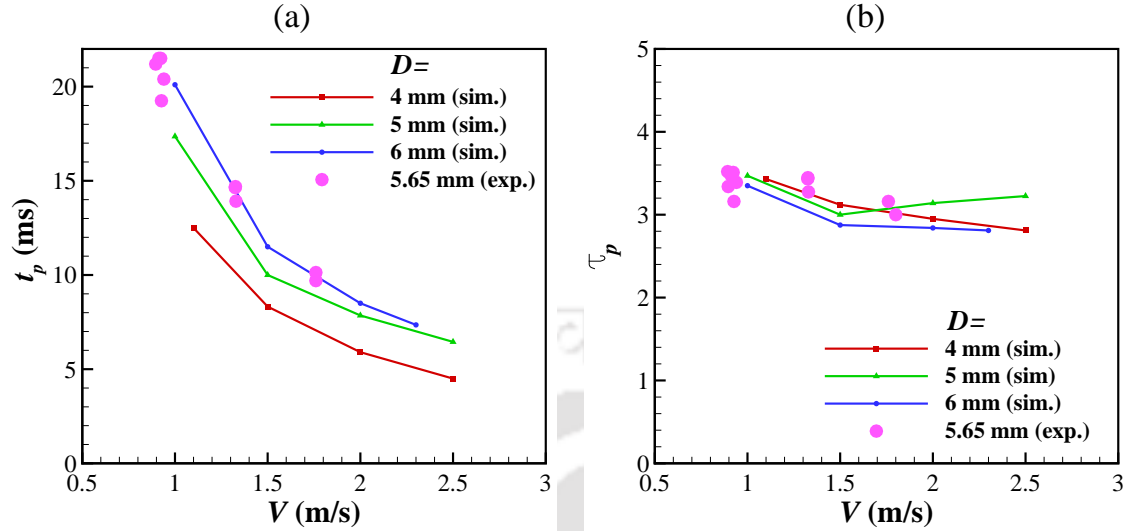 (a)
(b)
t_p (ms)
20
15
10
5
0
0.5 1 1.5 2 2.5 3
V (m/s)
D=
4 mm (sim.)
5 mm (sim.)
6 mm (sim.)
5.65 mm (exp.)
τ_p
5
4
3
2
1
0
0.5 1 1.5 2 2.5 3
V (m/s)
D=
4 mm (sim.)
5 mm (sim)
6 mm (sim.)
5.65 mm (exp.)